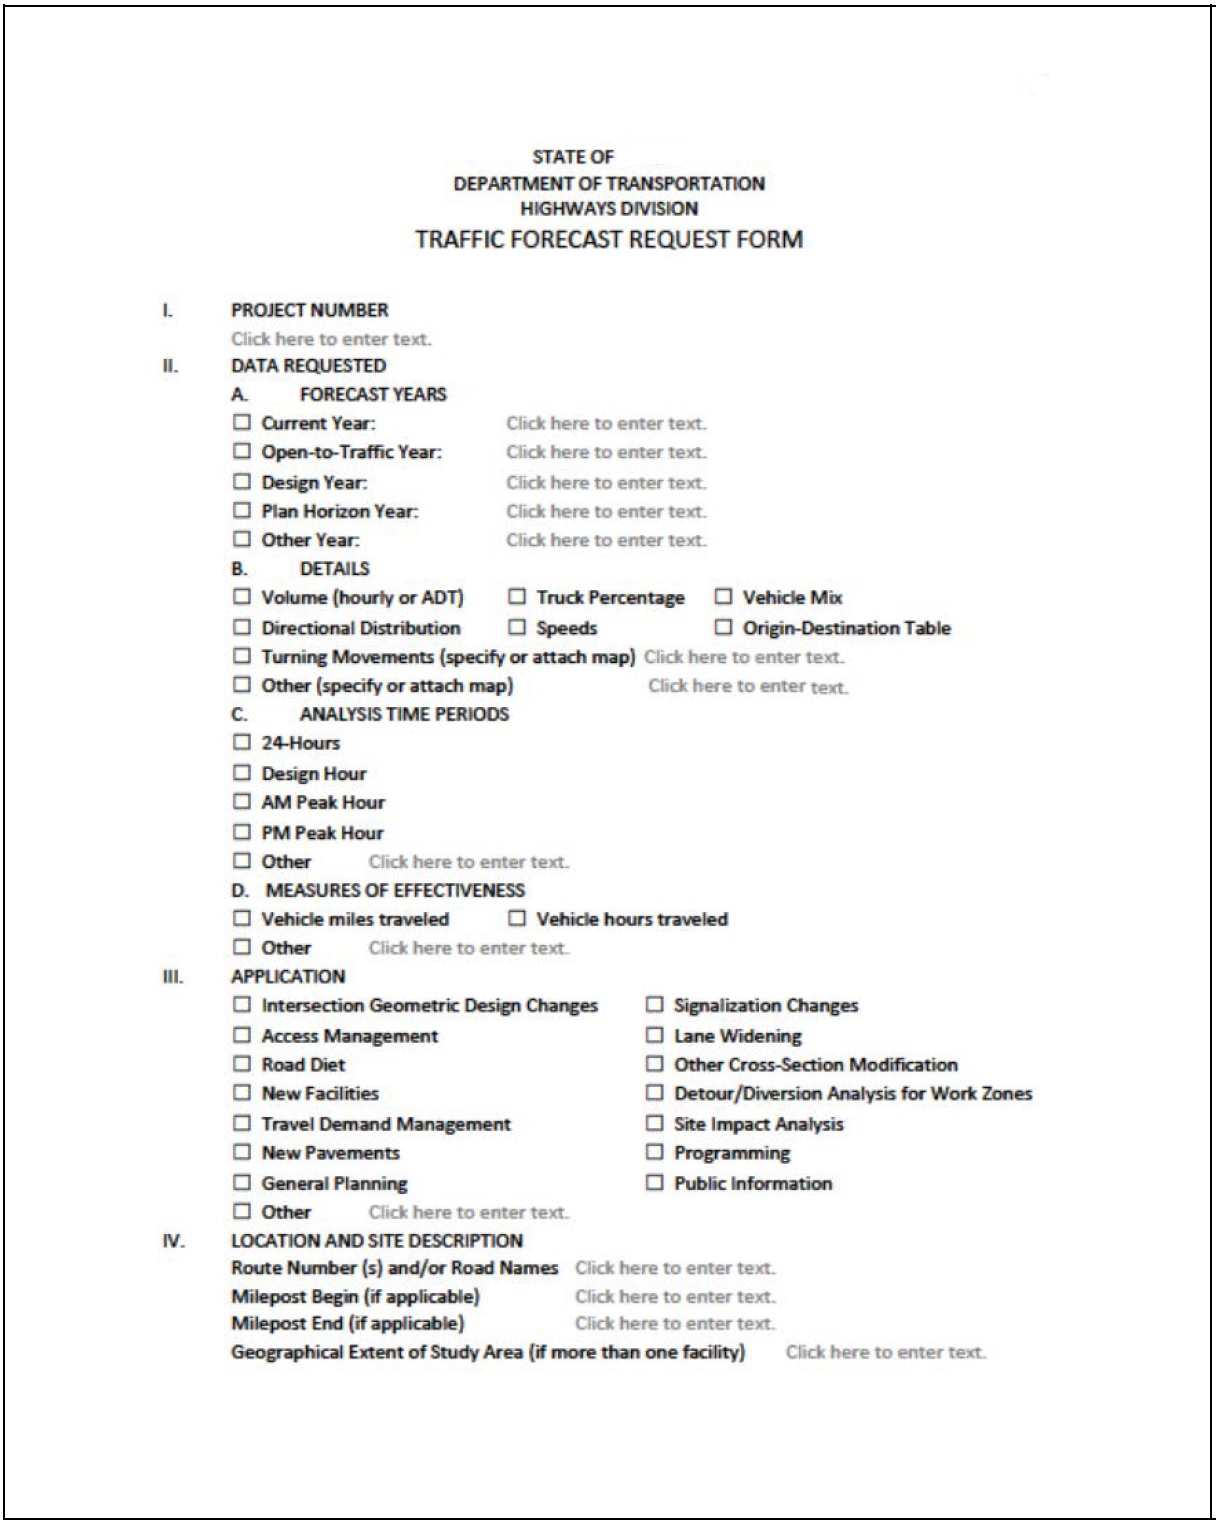 STATE OF
DEPARTMENT OF TRANSPORTATION
HIGHWAYS DIVISION
TRAFFIC FORECAST REQUEST FORM
I. PROJECT NUMBER
Click here to enter text.
II. DATA REQUESTED
A. FORECAST YEARS
☐ Current Year: Click here to enter text.
☐ Open-to-Traffic Year: Click here to enter text.
☐ Design Year: Click here to enter text.
☐ Plan Horizon Year: Click here to enter text.
☐ Other Year: Click here to enter text.
B. DETAILS
☐ Volume (hourly or ADT) ☐ Truck Percentage ☐ Vehicle Mix
☐ Directional Distribution ☐ Speeds ☐ Origin-Destination Table
☐ Turning Movements (specify or attach map) Click here to enter text.
☐ Other (specify or attach map) Click here to enter text.
C. ANALYSIS TIME PERIODS
☐ 24-Hours
☐ Design Hour
☐ AM Peak Hour
☐ PM Peak Hour
☐ Other Click here to enter text.
D. MEASURES OF EFFECTIVENESS
☐ Vehicle miles traveled ☐ Vehicle hours traveled
☐ Other Click here to enter text.
III. APPLICATION
☐ Intersection Geometric Design Changes ☐ Signalization Changes
☐ Access Management ☐ Lane Widening
☐ Road Diet ☐ Other Cross-Section Modification
☐ New Facilities ☐ Detour/Diversion Analysis for Work Zones
☐ Travel Demand Management ☐ Site Impact Analysis
☐ New Pavements ☐ Programming
☐ General Planning ☐ Public Information
☐ Other Click here to enter text.
IV. LOCATION AND SITE DESCRIPTION
Route Number (s) and/or Road Names Click here to enter text.
Milepost Begin (if applicable) Click here to enter text.
Milepost End (if applicable) Click here to enter text.
Geographical Extent of Study Area (if more than one facility) Click here to enter text.